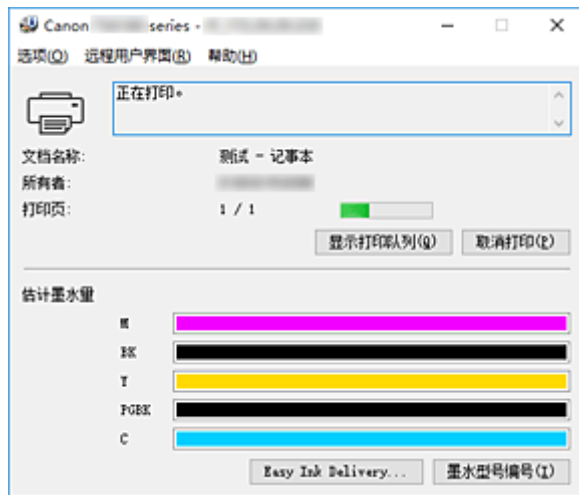 Canon series -
选项(O) 远程用户界面(R) 帮助(H)
正在打印。
文档名称: 测试 - 记事本
所有者:
打印页: 1 / 1
显示打印队列(Q) 取消打印(P)
估计墨水量
M
BK
Y
PGBK
C
Easy Ink Delivery... 墨水型号编号(I)